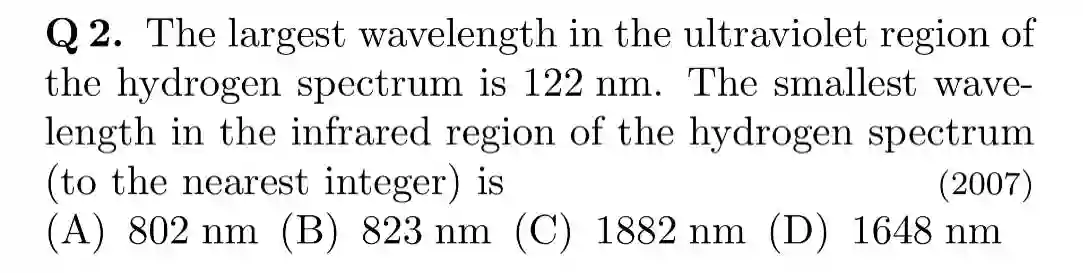 Q 2. The largest wavelength in the ultraviolet region of
the hydrogen spectrum is 122 nm. The smallest wave-
length in the infrared region of the hydrogen spectrum
(to the nearest integer) is (2007)
(A) 802 nm (B) 823 nm (C) 1882 nm (D) 1648 nm